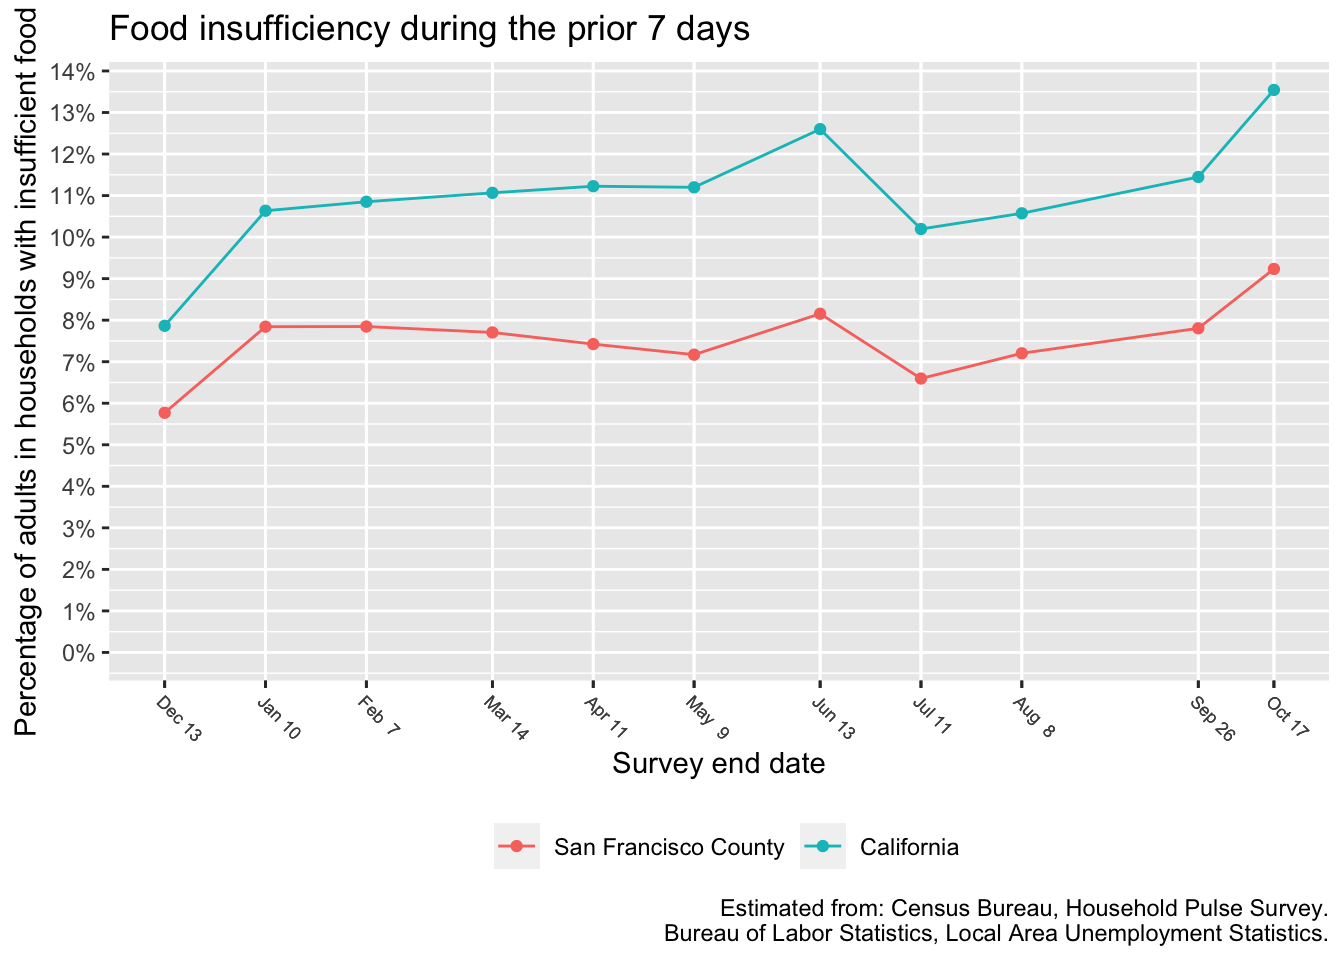 Food insufficiency during the prior 7 days
Percentage of adults in households with insufficient food
14%
13%
12%
11%
10%
9%
8%
7%
6%
5%
4%
3%
2%
1%
0%
Dec 13
Jan 10
Feb 7
Mar 14
Apr 11
May 9
Jun 13
Jul 11
Aug 8
Sep 26
Oct 17
Survey end date
San Francisco County
California
Estimated from: Census Bureau, Household Pulse Survey.
Bureau of Labor Statistics, Local Area Unemployment Statistics.